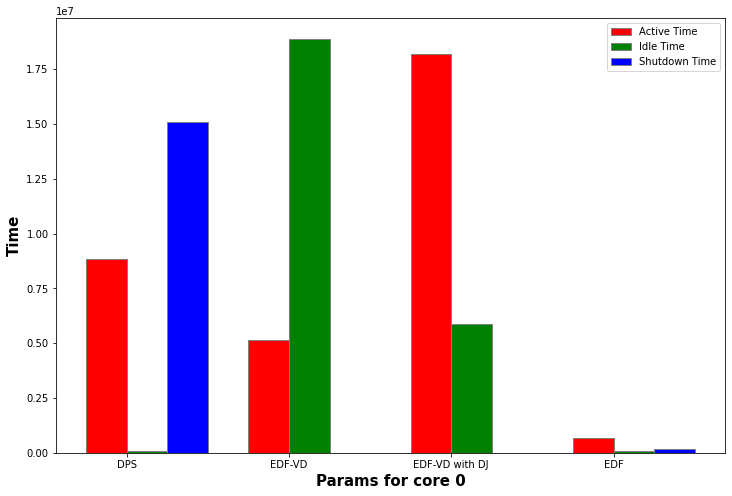 1e7
Active Time
Idle Time
Shutdown Time
1.75
1.50
1.25
1.00
0.75
0.50
0.25
0.00
Time
DPS
EDF-VD
EDF-VD with DJ
EDF
Params for core 0